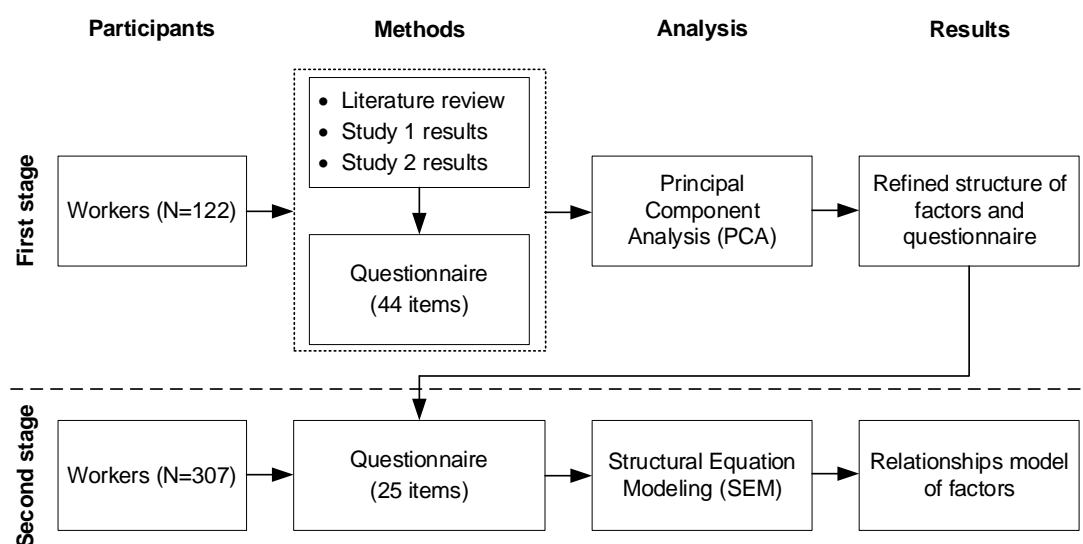 Participants
Methods
Analysis
Results
First stage
Workers (N=122)
• Literature review
• Study 1 results
• Study 2 results
Questionnaire
(44 items)
Principal
Component
Analysis (PCA)
Refined structure of
factors and
questionnaire
Second stage
Workers (N=307)
Questionnaire
(25 items)
Structural Equation
Modeling (SEM)
Relationships model
of factors